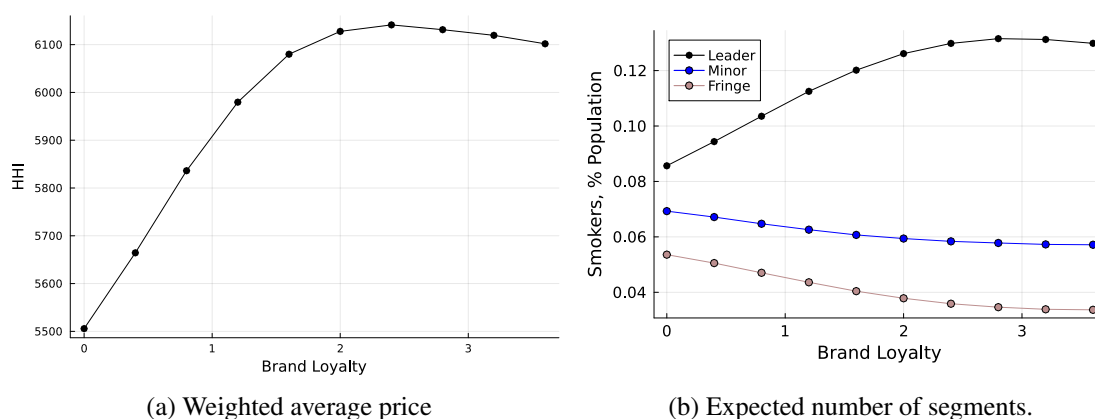 HHI
6100
6000
5900
5800
5700
5600
5500
0 1 2 3
Brand Loyalty
(a) Weighted average price
Smokers, % Population
0.12
0.10
0.08
0.06
0.04
Leader
Minor
Fringe
0 1 2 3
Brand Loyalty
(b) Expected number of segments.